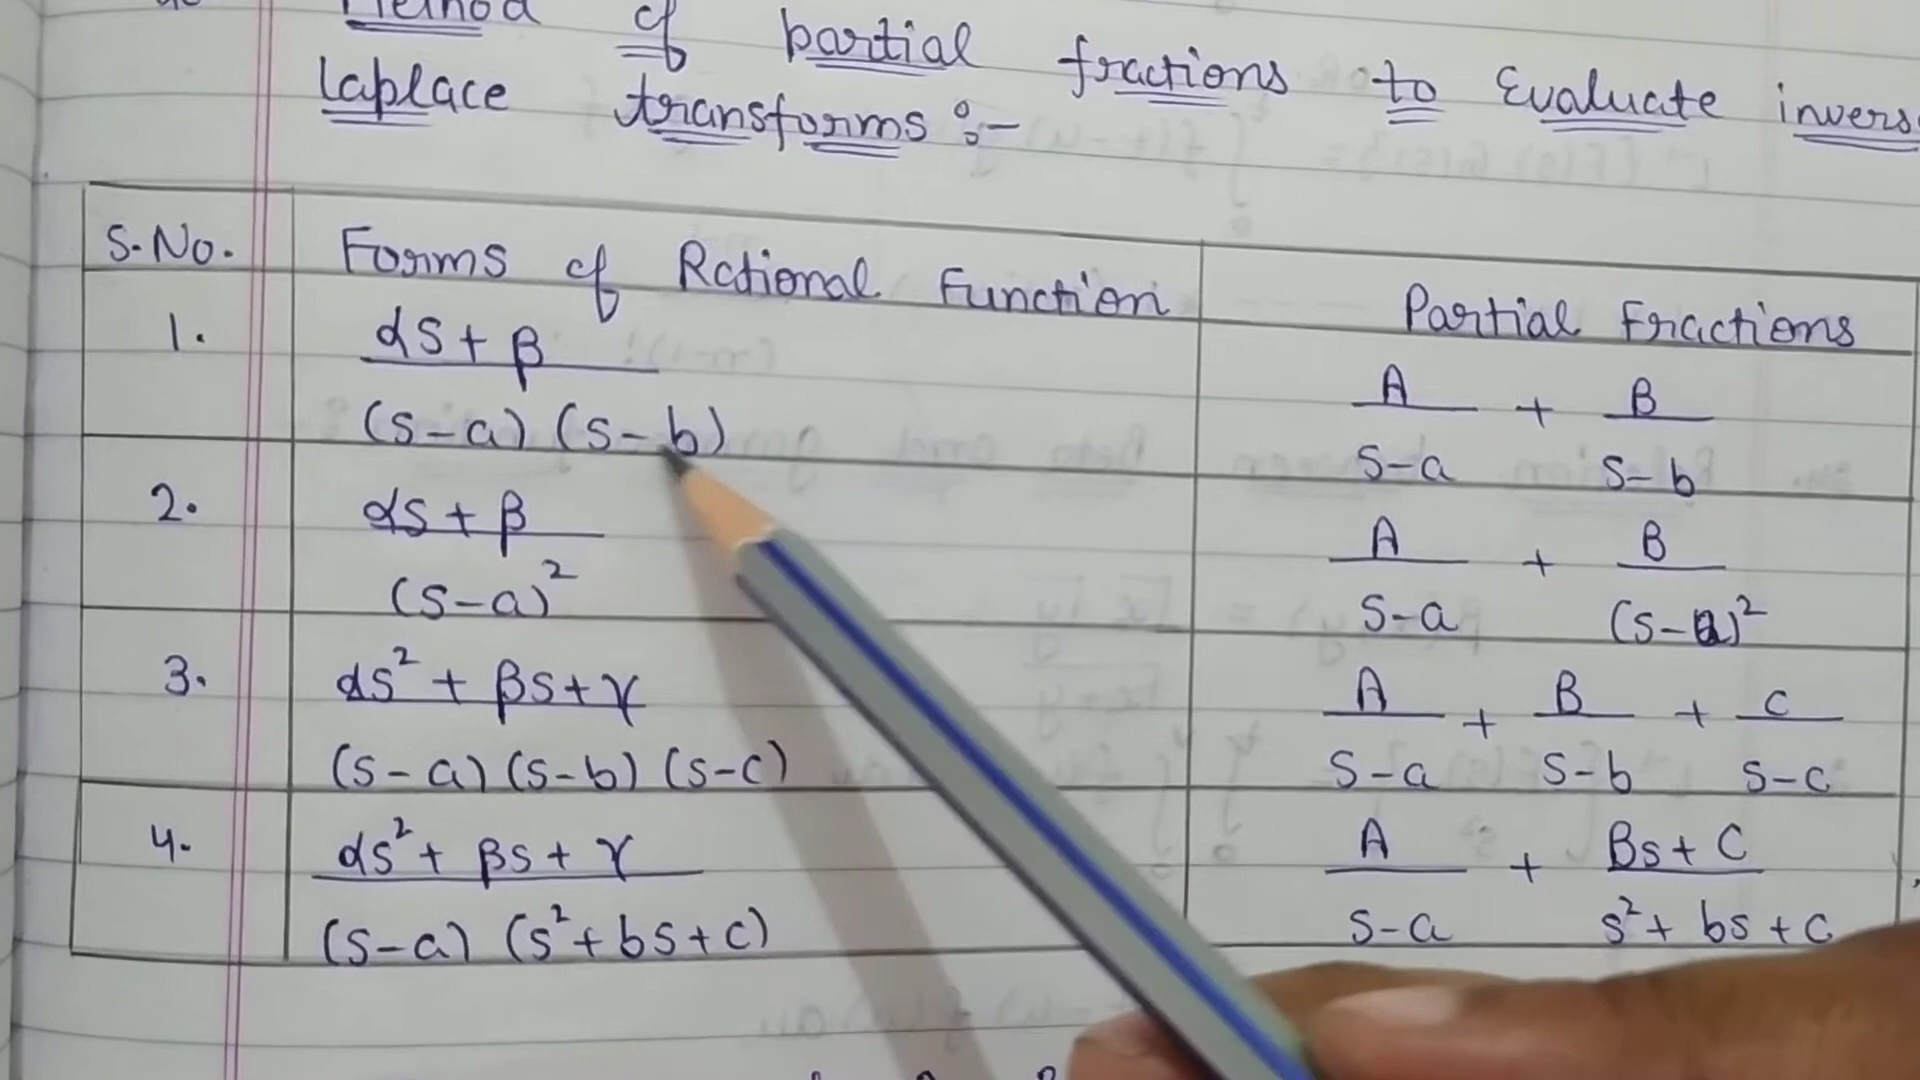 Method of partial fractions to Evaluate invers
laplace transforms :-
S.No. Forms of Rational Function Partial Fractions
1. αs + β / (s-a) (s-b) A / s-a + B / s-b
2. αs + β / (s-a)² A / s-a + B / (s-a)²
3. αs² + βs + γ / (s-a) (s-b) (s-c) A / s-a + B / s-b + C / s-c
4. αs² + βs + γ / (s-a) (s²+bs+c) A / s-a + Bs + C / s² + bs + c